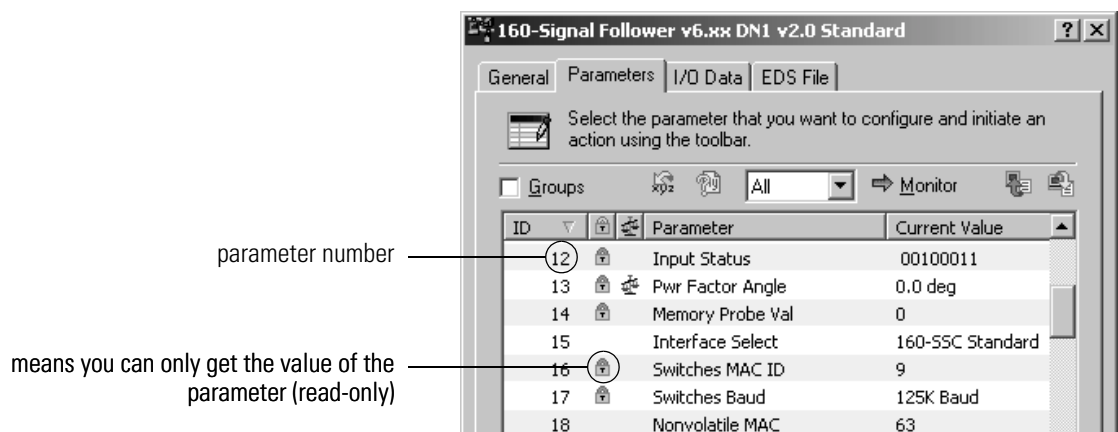 160-Signal Follower v6.xx DN1 v2.0 Standard
General Parameters I/O Data EDS File
Select the parameter that you want to configure and initiate an
action using the toolbar.
Groups xyz All Monitor
ID Parameter Current Value
parameter number
12 Input Status 00100011
13 Pwr Factor Angle 0.0 deg
14 Memory Probe Val 0
15 Interface Select 160-SSC Standard
means you can only get the value of the
parameter (read-only)
16 Switches MAC ID 9
17 Switches Baud 125K Baud
18 Nonvolatile MAC 63